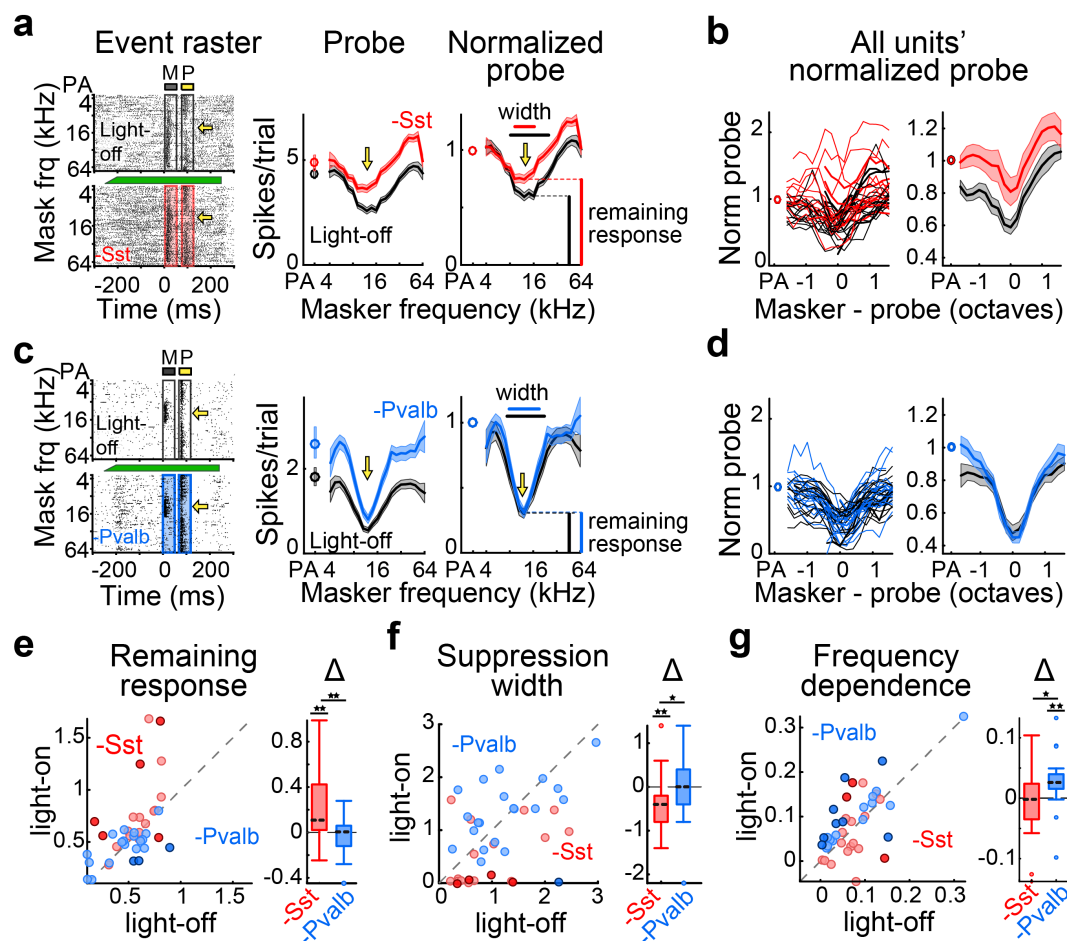 a
Event raster
Probe
Normalized probe
b
All units' normalized probe
PA
M P
4
16
64
Light-off
4
16
64
-Sst
Mask frq (kHz)
-200 0 200
Time (ms)
Spikes/trial
5
0
-Sst
Light-off
PA 4 16 64
1
0
width
remaining response
PA 4 16 64
Masker frequency (kHz)
Norm probe
2
1
0
PA -1 0 1
1.2
1
0.8
0.6
0.4
PA -1 0 1
Masker - probe (octaves)
c
PA
M P
4
16
64
Light-off
4
16
64
-Pvalb
Mask frq (kHz)
-200 0 200
Time (ms)
Spikes/trial
2
0
-Pvalb
Light-off
PA 4 16 64
1
0
width
remaining response
PA 4 16 64
Masker frequency (kHz)
d
Norm probe
2
1
0
PA -1 0 1
1.2
1
0.8
0.6
0.4
PA -1 0 1
Masker - probe (octaves)
e
Remaining response
Δ
light-on
1.5
1
0.5
-Sst
-Pvalb
0.5 1 1.5
light-off
** **
0.8
0.4
0
-0.4
-Sst
-Pvalb
f
Suppression width
Δ
light-on
3
2
1
0
-Pvalb
-Sst
0 1 2 3
light-off
** *
1
0
-1
-2
-Sst
-Pvalb
g
Frequency dependence
Δ
light-on
0.3
0.2
0.1
0
-Pvalb
-Sst
0 0.1 0.2 0.3
light-off
* **
0.1
0
-0.1
-Sst
-Pvalb